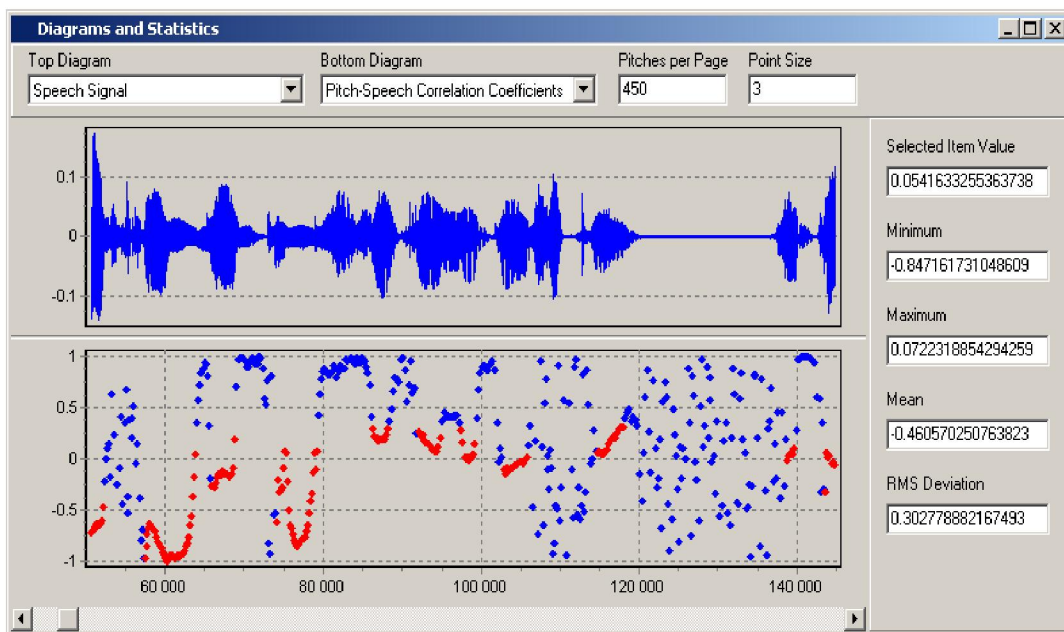 Diagrams and Statistics
Top Diagram
Bottom Diagram
Pitches per Page
Point Size
Speech Signal
Pitch-Speech Correlation Coefficients
450
3
0.1
0
-0.1
1
0.5
0
-0.5
-1
60 000
80 000
100 000
120 000
140 000
Selected Item Value
0.0541633255363738
Minimum
-0.847161731048609
Maximum
0.0722318854294259
Mean
-0.460570250763823
RMS Deviation
0.302778882167493